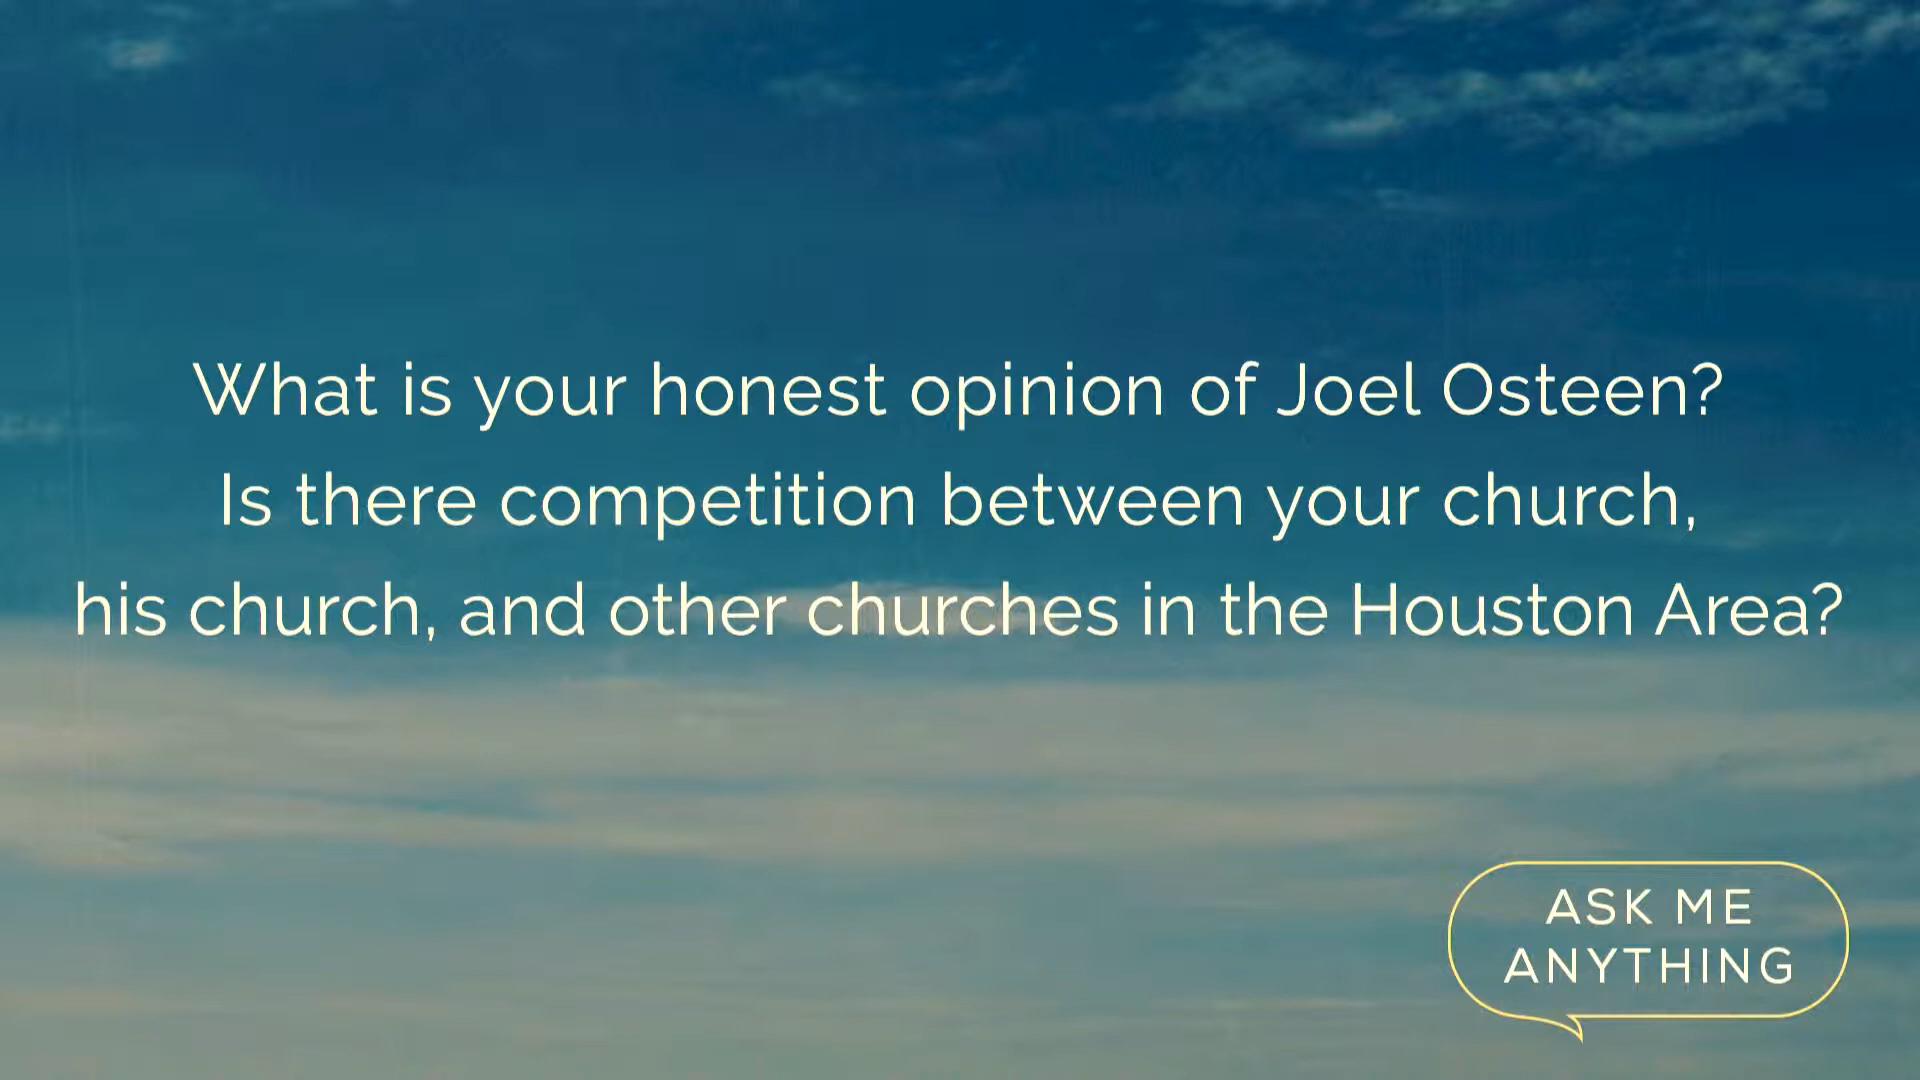 What is your honest opinion of Joel Osteen?
Is there competition between your church,
his church, and other churches in the Houston Area?
ASK ME
ANYTHING